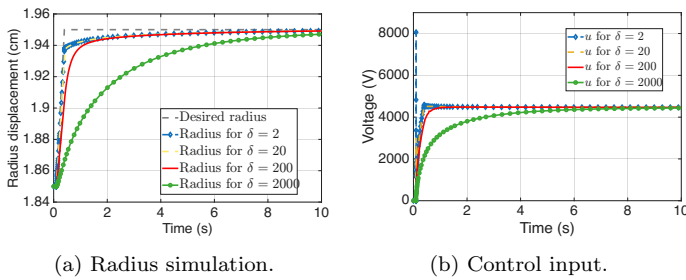 Radius displacement (cm)
1.96
1.94
1.92
1.9
1.88
1.86
1.84
Desired radius
Radius for δ = 2
Radius for δ = 20
Radius for δ = 200
Radius for δ = 2000
0 2 4 6 8 10
Time (s)
(a) Radius simulation.
Voltage (V)
8000
6000
4000
2000
0
u for δ = 2
u for δ = 20
u for δ = 200
u for δ = 2000
0 2 4 6 8 10
Time (s)
(b) Control input.